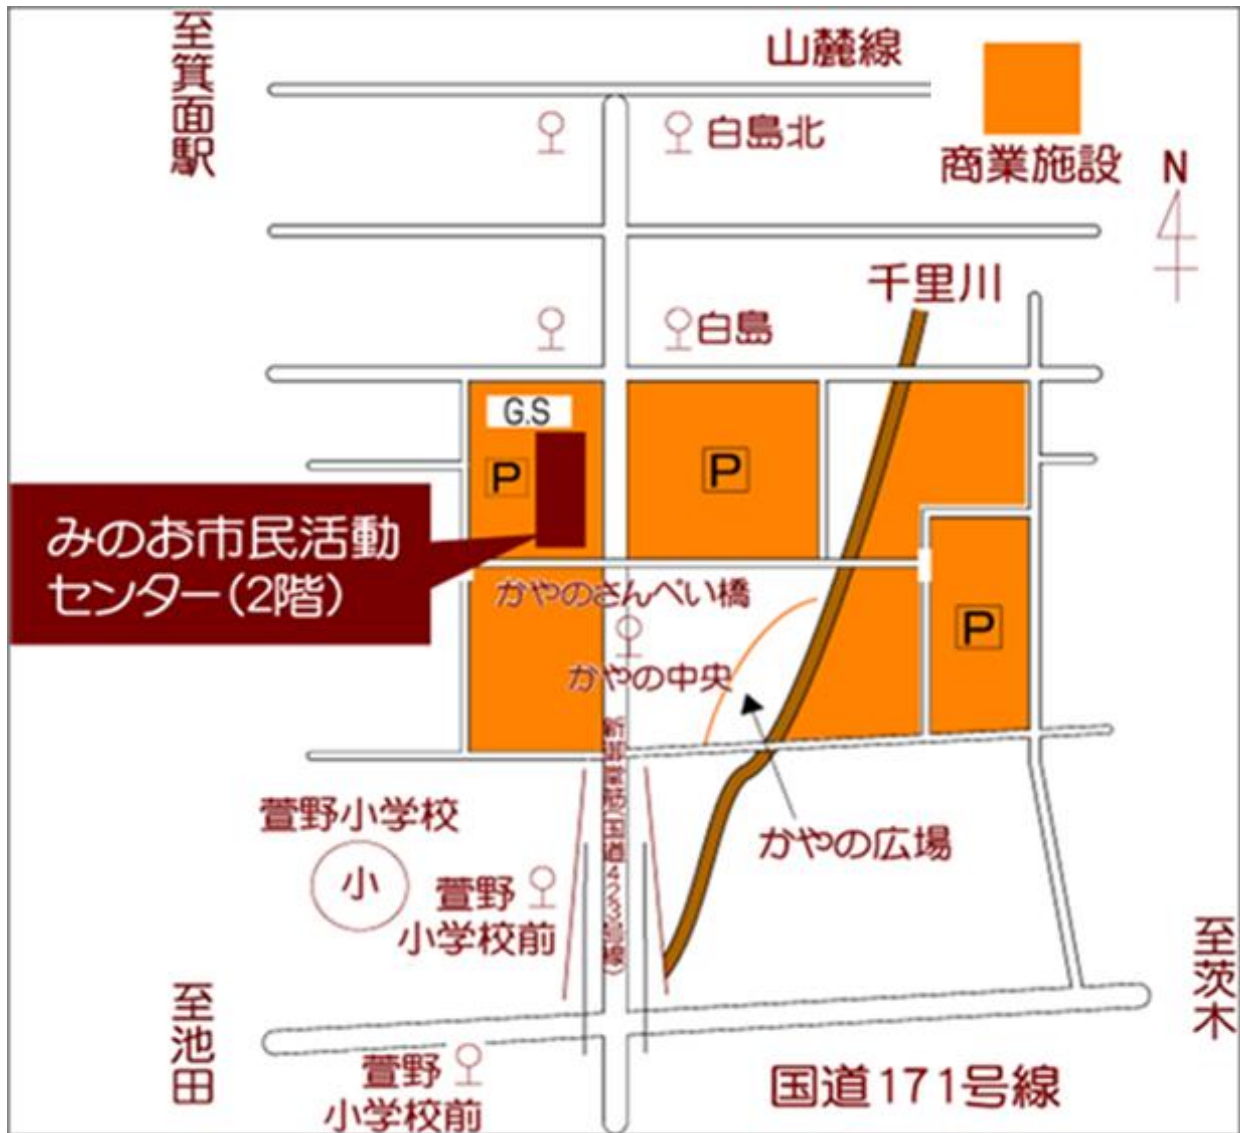 至箕面駅
山麓線
商業施設
N
白島北
千里川
白島
G.S
P
P
みのお市民活動
センター(2階)
かやのさんぺい橋
P
かやの中央
新御堂筋(国道423号線)
かやの広場
萱野小学校
小
萱野
小学校前
至茨木
至池田
萱野
小学校前
国道171号線